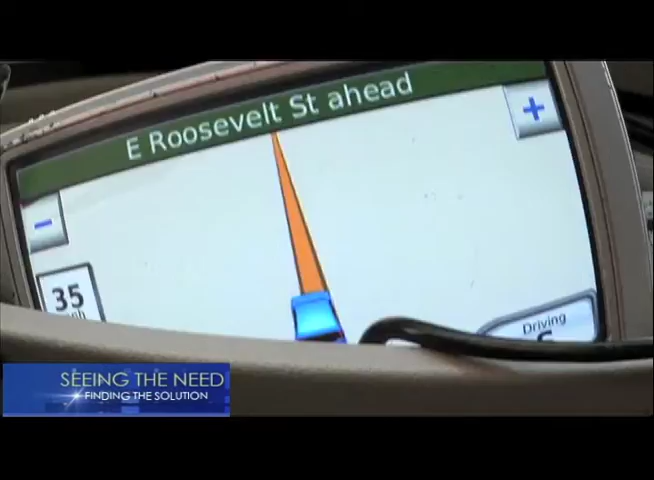 E Roosevelt St ahead
+
-
35
Driving
SEEING THE NEED
FINDING THE SOLUTION